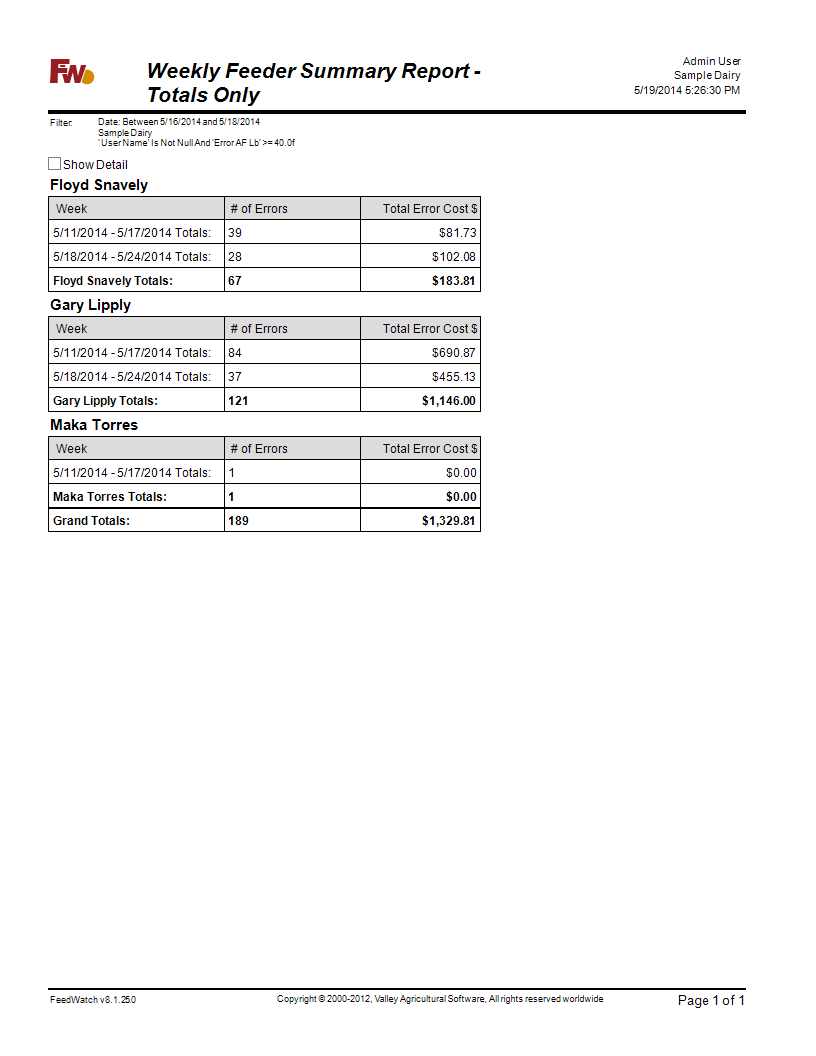 FW
Weekly Feeder Summary Report -
Totals Only
Admin User
Sample Dairy
5/19/2014 5:26:30 PM
Filter: Date: Between 5/16/2014 and 5/18/2014
Sample Dairy
'User Name' Is Not Null And 'Error AF Lb' >= 40.0f
Show Detail
Floyd Snavely
Week # of Errors Total Error Cost $
5/11/2014 - 5/17/2014 Totals: 39 $81.73
5/18/2014 - 5/24/2014 Totals: 28 $102.08
Floyd Snavely Totals: 67 $183.81
Gary Lipply
Week # of Errors Total Error Cost $
5/11/2014 - 5/17/2014 Totals: 84 $690.87
5/18/2014 - 5/24/2014 Totals: 37 $455.13
Gary Lipply Totals: 121 $1,146.00
Maka Torres
Week # of Errors Total Error Cost $
5/11/2014 - 5/17/2014 Totals: 1 $0.00
Maka Torres Totals: 1 $0.00
Grand Totals: 189 $1,329.81
FeedWatch v8.1.25.0 Copyright © 2000-2012, Valley Agricultural Software, All rights reserved worldwide Page 1 of 1